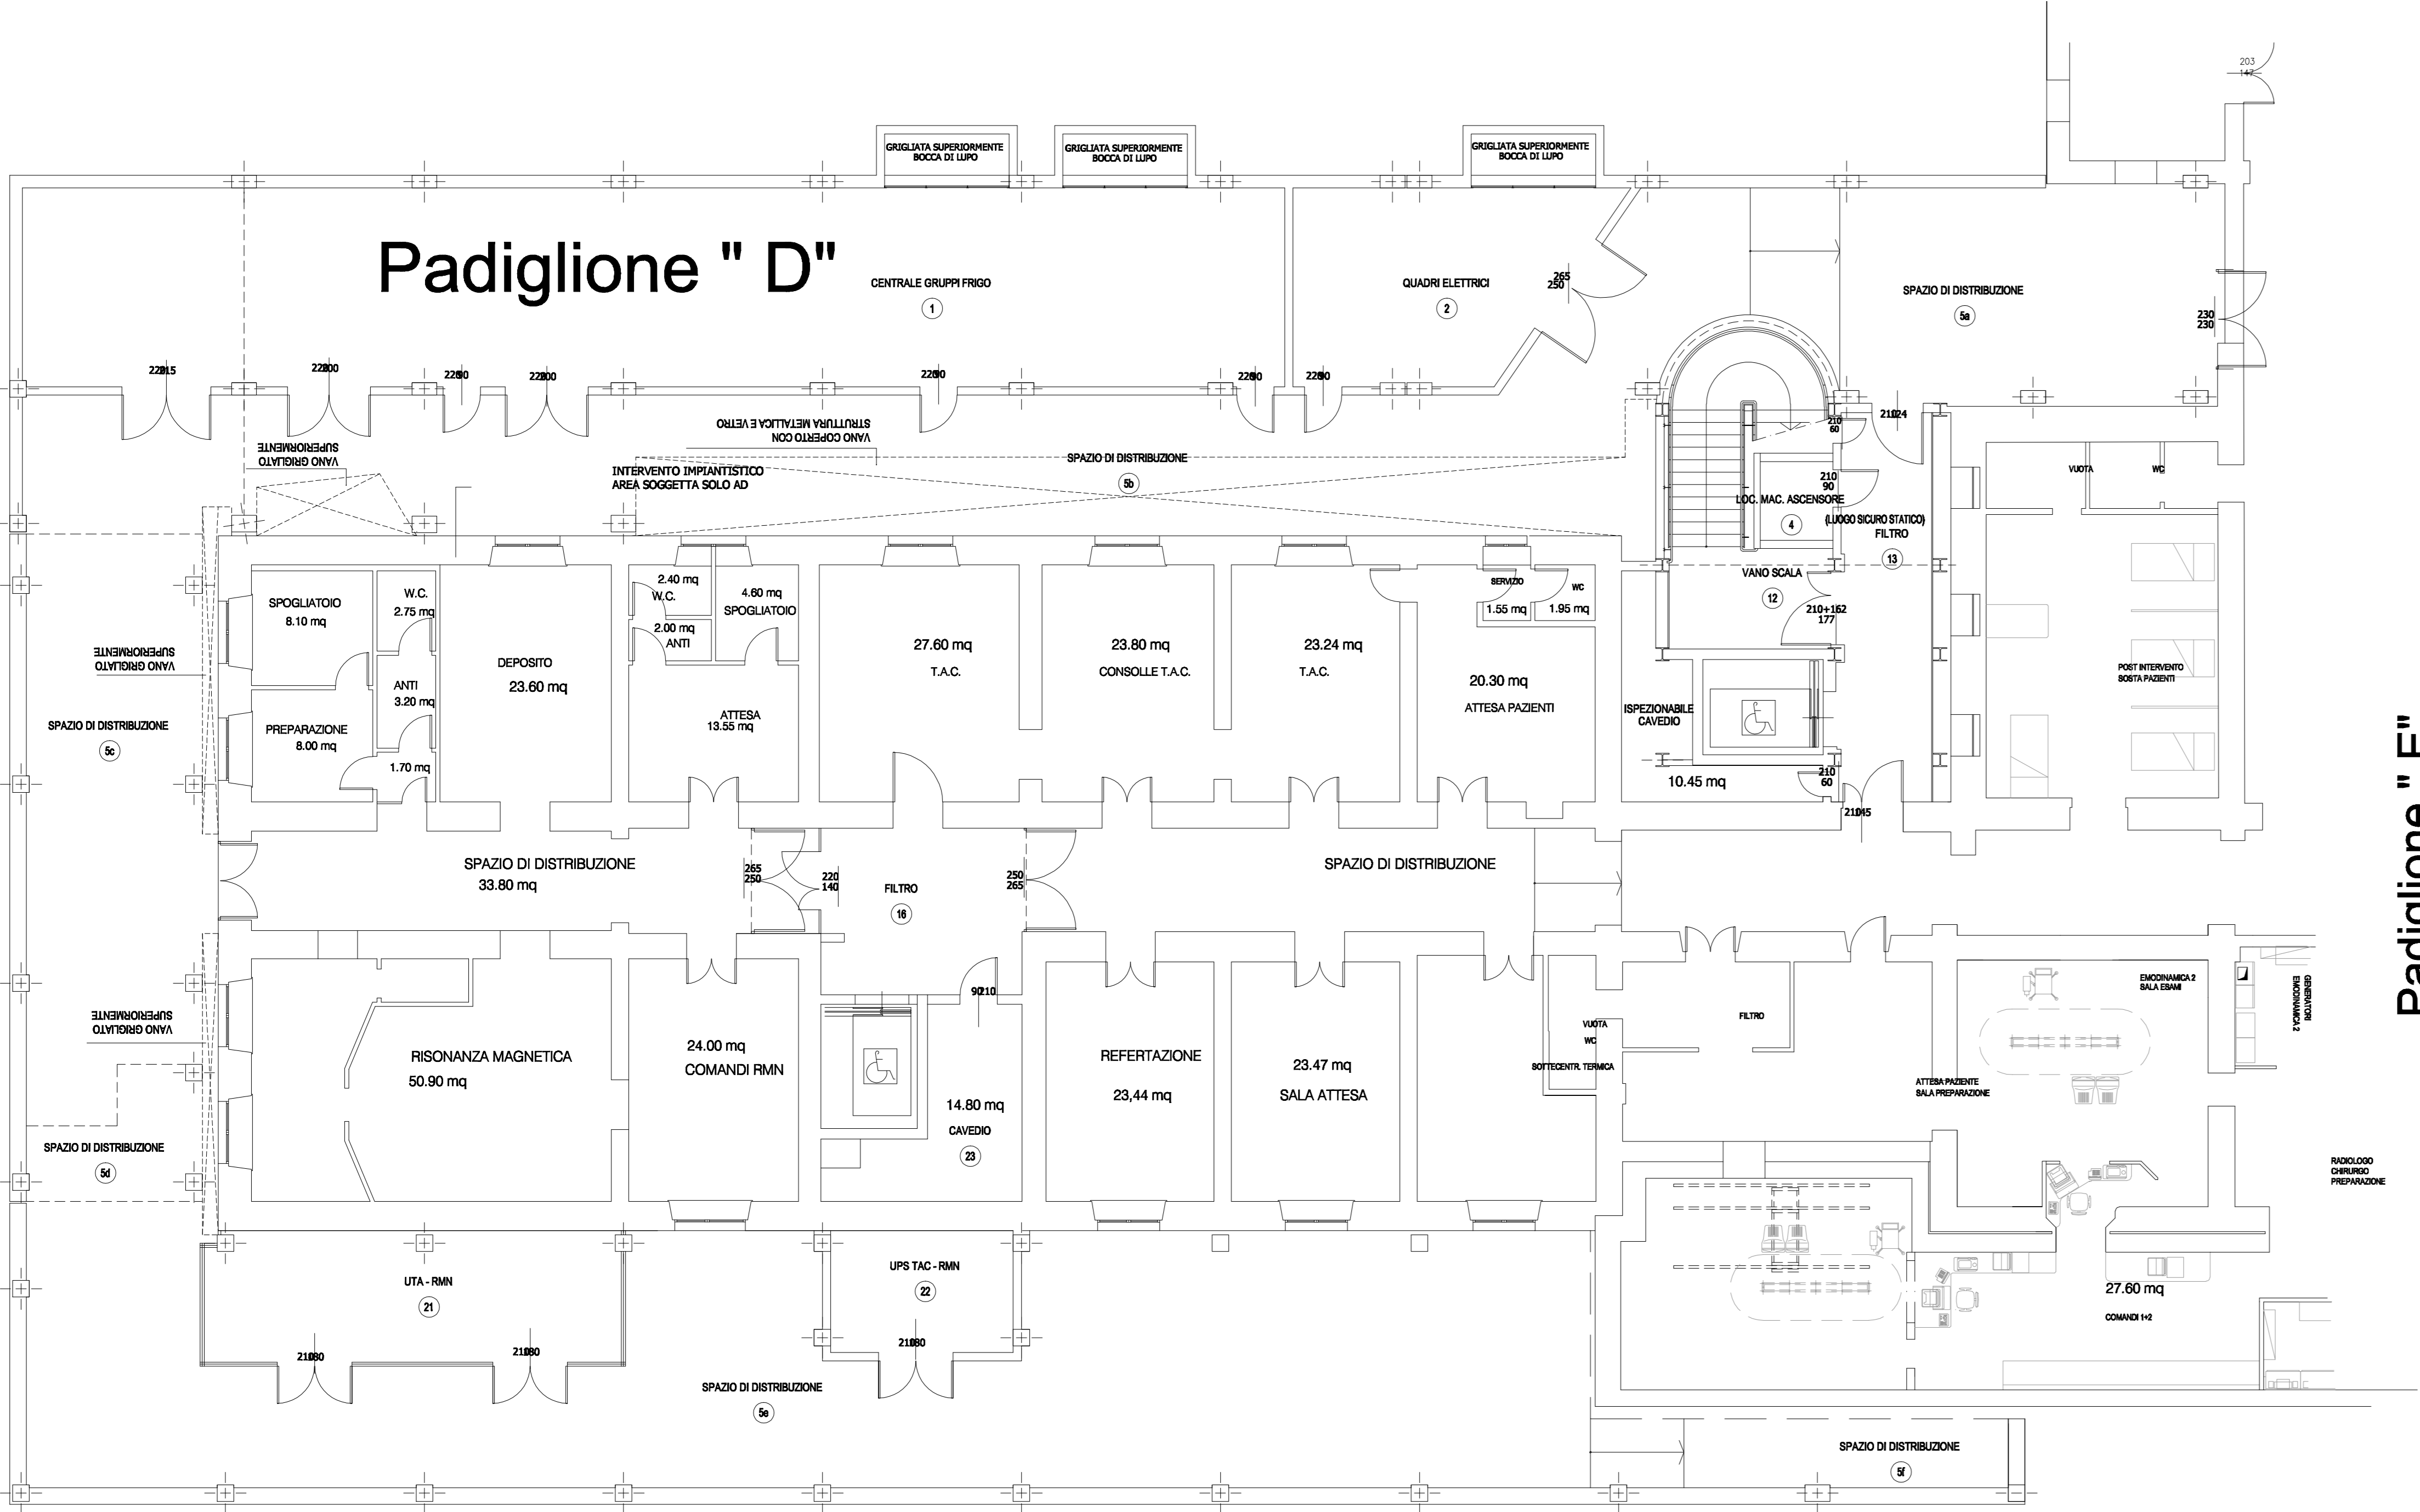 203
147
GRIGLIATA SUPERIORMENTE
BOCCA DI LUPO
GRIGLIATA SUPERIORMENTE
BOCCA DI LUPO
GRIGLIATA SUPERIORMENTE
BOCCA DI LUPO
Padiglione " D"
CENTRALE GRUPPI FRIGO
1
QUADRI ELETTRICI
2
265
250
SPAZIO DI DISTRIBUZIONE
5a
230
230
VANO GRIGLIATO
SUPERIORMENTE
VANO COPERTO CON
STRUTTURA METALLICA E VETRO
INTERVENTO IMPIANTISTICO
AREA SOGGETTA SOLO AD
SPAZIO DI DISTRIBUZIONE
5b
210
60
210
90
LOC. MAC. ASCENSORE
4
(LUOGO SICURO STATICO)
FILTRO
13
VANO SCALA
12
210+162
177
VUOTA
WC
POST INTERVENTO
SOSTA PAZIENTI
SPOGLIATOIO
8.10 mq
W.C.
2.75 mq
ANTI
3.20 mq
PREPARAZIONE
8.00 mq
1.70 mq
DEPOSITO
23.60 mq
2.40 mq
W.C.
2.00 mq
ANTI
4.60 mq
SPOGLIATOIO
ATTESA
13.55 mq
27.60 mq
T.A.C.
23.80 mq
CONSOLLE T.A.C.
23.24 mq
T.A.C.
SERVIZIO
1.55 mq
WC
1.95 mq
20.30 mq
ATTESA PAZIENTI
ISPEZIONABILE
CAVEDIO
10.45 mq
210
60
VANO GRIGLIATO
SUPERIORMENTE
SPAZIO DI DISTRIBUZIONE
5c
SPAZIO DI DISTRIBUZIONE
33.80 mq
265
250
220
140
FILTRO
16
250
265
SPAZIO DI DISTRIBUZIONE
VANO GRIGLIATO
SUPERIORMENTE
SPAZIO DI DISTRIBUZIONE
5d
RISONANZA MAGNETICA
50.90 mq
24.00 mq
COMANDI RMN
14.80 mq
CAVEDIO
23
REFERTAZIONE
23,44 mq
23.47 mq
SALA ATTESA
VUOTA
WC
SOTTECENTR. TERMICA
FILTRO
ATTESA PAZIENTE
SALA PREPARAZIONE
EMODINAMICA 2
SALA ESAMI
GENERATORI
EMODINAMICA 2
RADIOLOGO
CHIRURGO
PREPARAZIONE
27.60 mq
COMANDI 1+2
UTA - RMN
21
UPS TAC - RMN
22
SPAZIO DI DISTRIBUZIONE
5e
SPAZIO DI DISTRIBUZIONE
5f